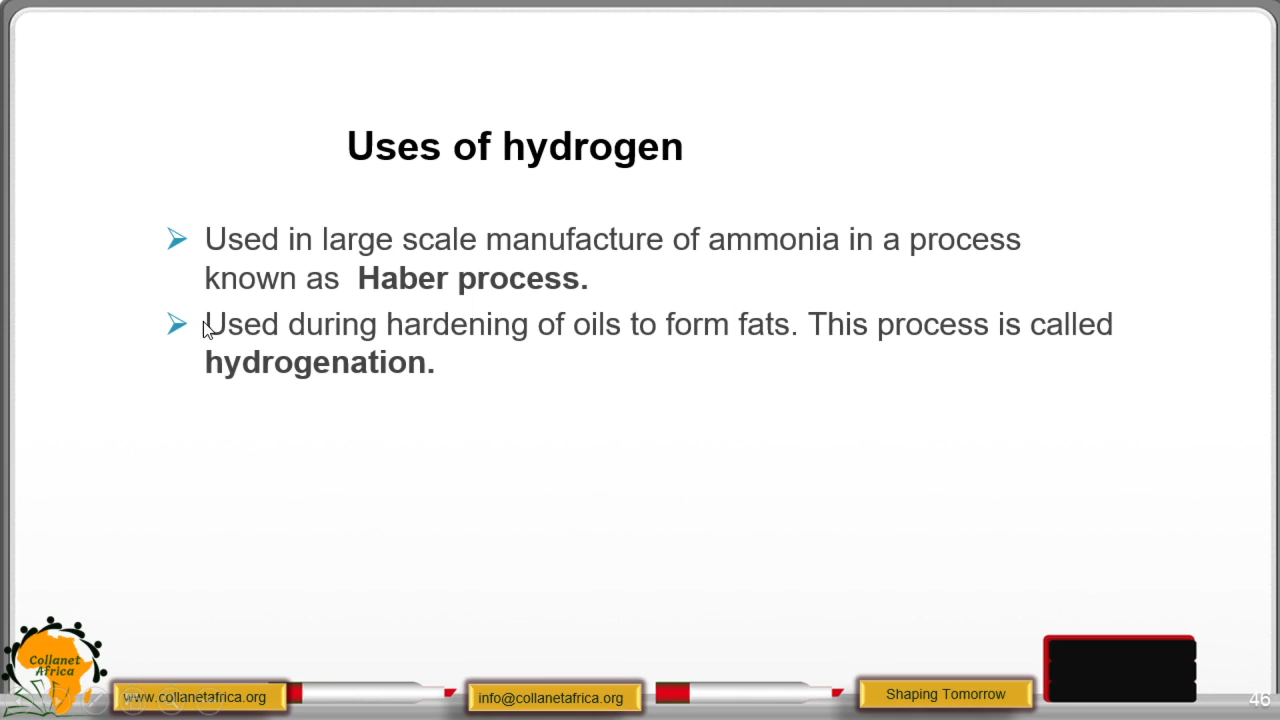 Uses of hydrogen
Used in large scale manufacture of ammonia in a process
known as Haber process.
Used during hardening of oils to form fats. This process is called
hydrogenation.
Collanet
Africa
www.collanetafrica.org
info@collanetafrica.org
Shaping Tomorrow
46